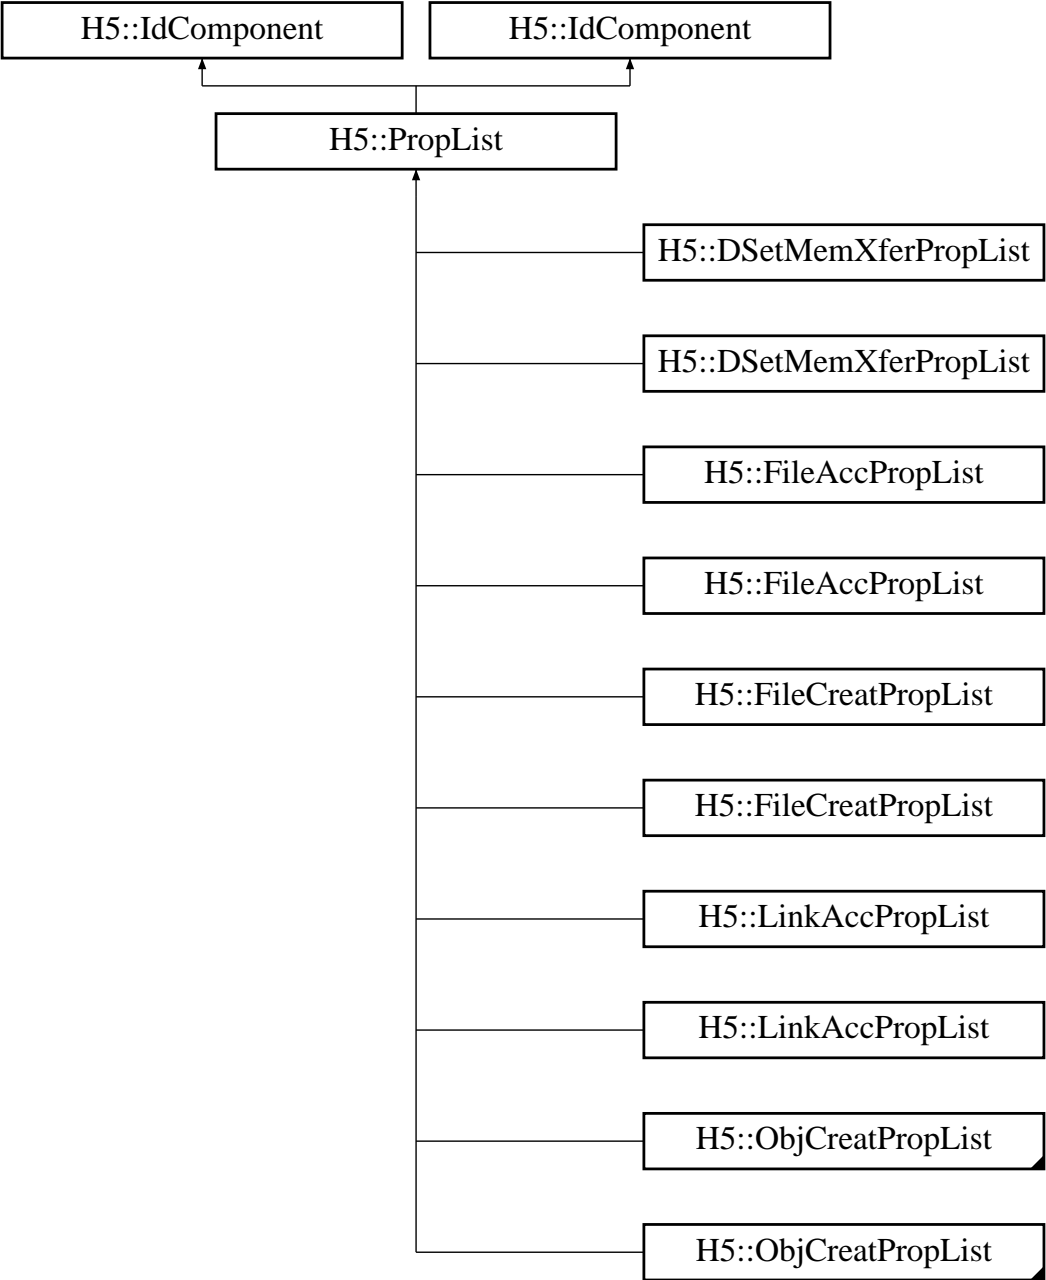 H5::IdComponent
H5::IdComponent
H5::PropList
H5::DSetMemXferPropList
H5::DSetMemXferPropList
H5::FileAccPropList
H5::FileAccPropList
H5::FileCreatPropList
H5::FileCreatPropList
H5::LinkAccPropList
H5::LinkAccPropList
H5::ObjCreatPropList
H5::ObjCreatPropList